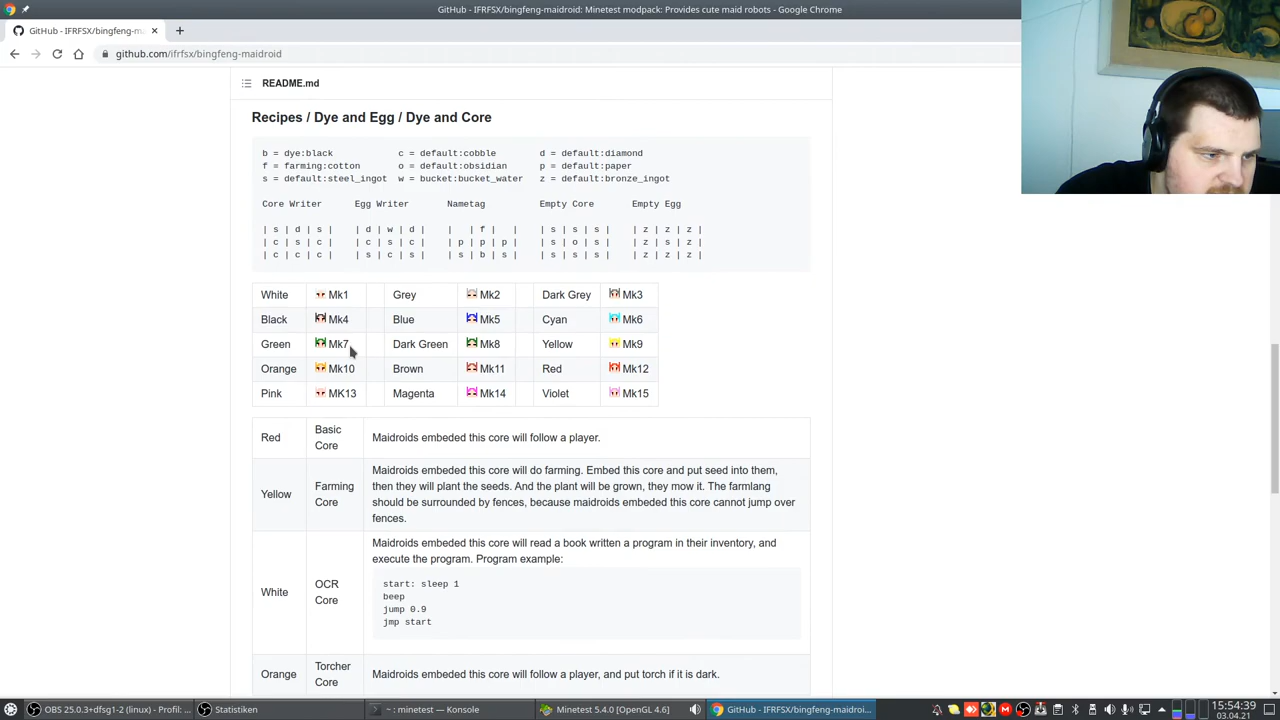 GitHub - IFRFSX/bingfeng-maidroid: Minetest modpack: Provides cute maid robots - Google Chrome
GitHub - IFRFSX/bingfeng-ma
github.com/ifrfsx/bingfeng-maidroid
README.md
Recipes / Dye and Egg / Dye and Core
b = dye:black c = default:cobble d = default:diamond
f = farming:cotton o = default:obsidian p = default:paper
s = default:steel_ingot w = bucket:bucket_water z = default:bronze_ingot
Core Writer Egg Writer Nametag Empty Core Empty Egg
| s | d | s | | d | w | d | | | f | | | s | s | s | | z | z | z |
| c | s | c | | c | s | c | | p | p | p | | s | o | s | | z | s | z |
| c | c | c | | s | c | s | | s | b | s | | s | s | s | | z | z | z |
White Mk1 Grey Mk2 Dark Grey Mk3
Black Mk4 Blue Mk5 Cyan Mk6
Green Mk7 Dark Green Mk8 Yellow Mk9
Orange Mk10 Brown Mk11 Red Mk12
Pink MK13 Magenta Mk14 Violet Mk15
Red Basic Core Maidroids embeded this core will follow a player.
Yellow Farming Core Maidroids embeded this core will do farming. Embed this core and put seed into them,
then they will plant the seeds. And the plant will be grown, they mow it. The farmlang
should be surrounded by fences, because maidroids embeded this core cannot jump over
fences.
White OCR Core Maidroids embeded this core will read a book written a program in their inventory, and
execute the program. Program example:
start: sleep 1
beep
jump 0.9
jmp start
Orange Torcher Core Maidroids embeded this core will follow a player, and put torch if it is dark.
OBS 25.0.3+dfsg1-2 (linux) - Profil: ... Statistiken ~ : minetest — Konsole Minetest 5.4.0 [OpenGL 4.6] GitHub - IFRFSX/bingfeng-maidroi... 15:54:39
03.04.21